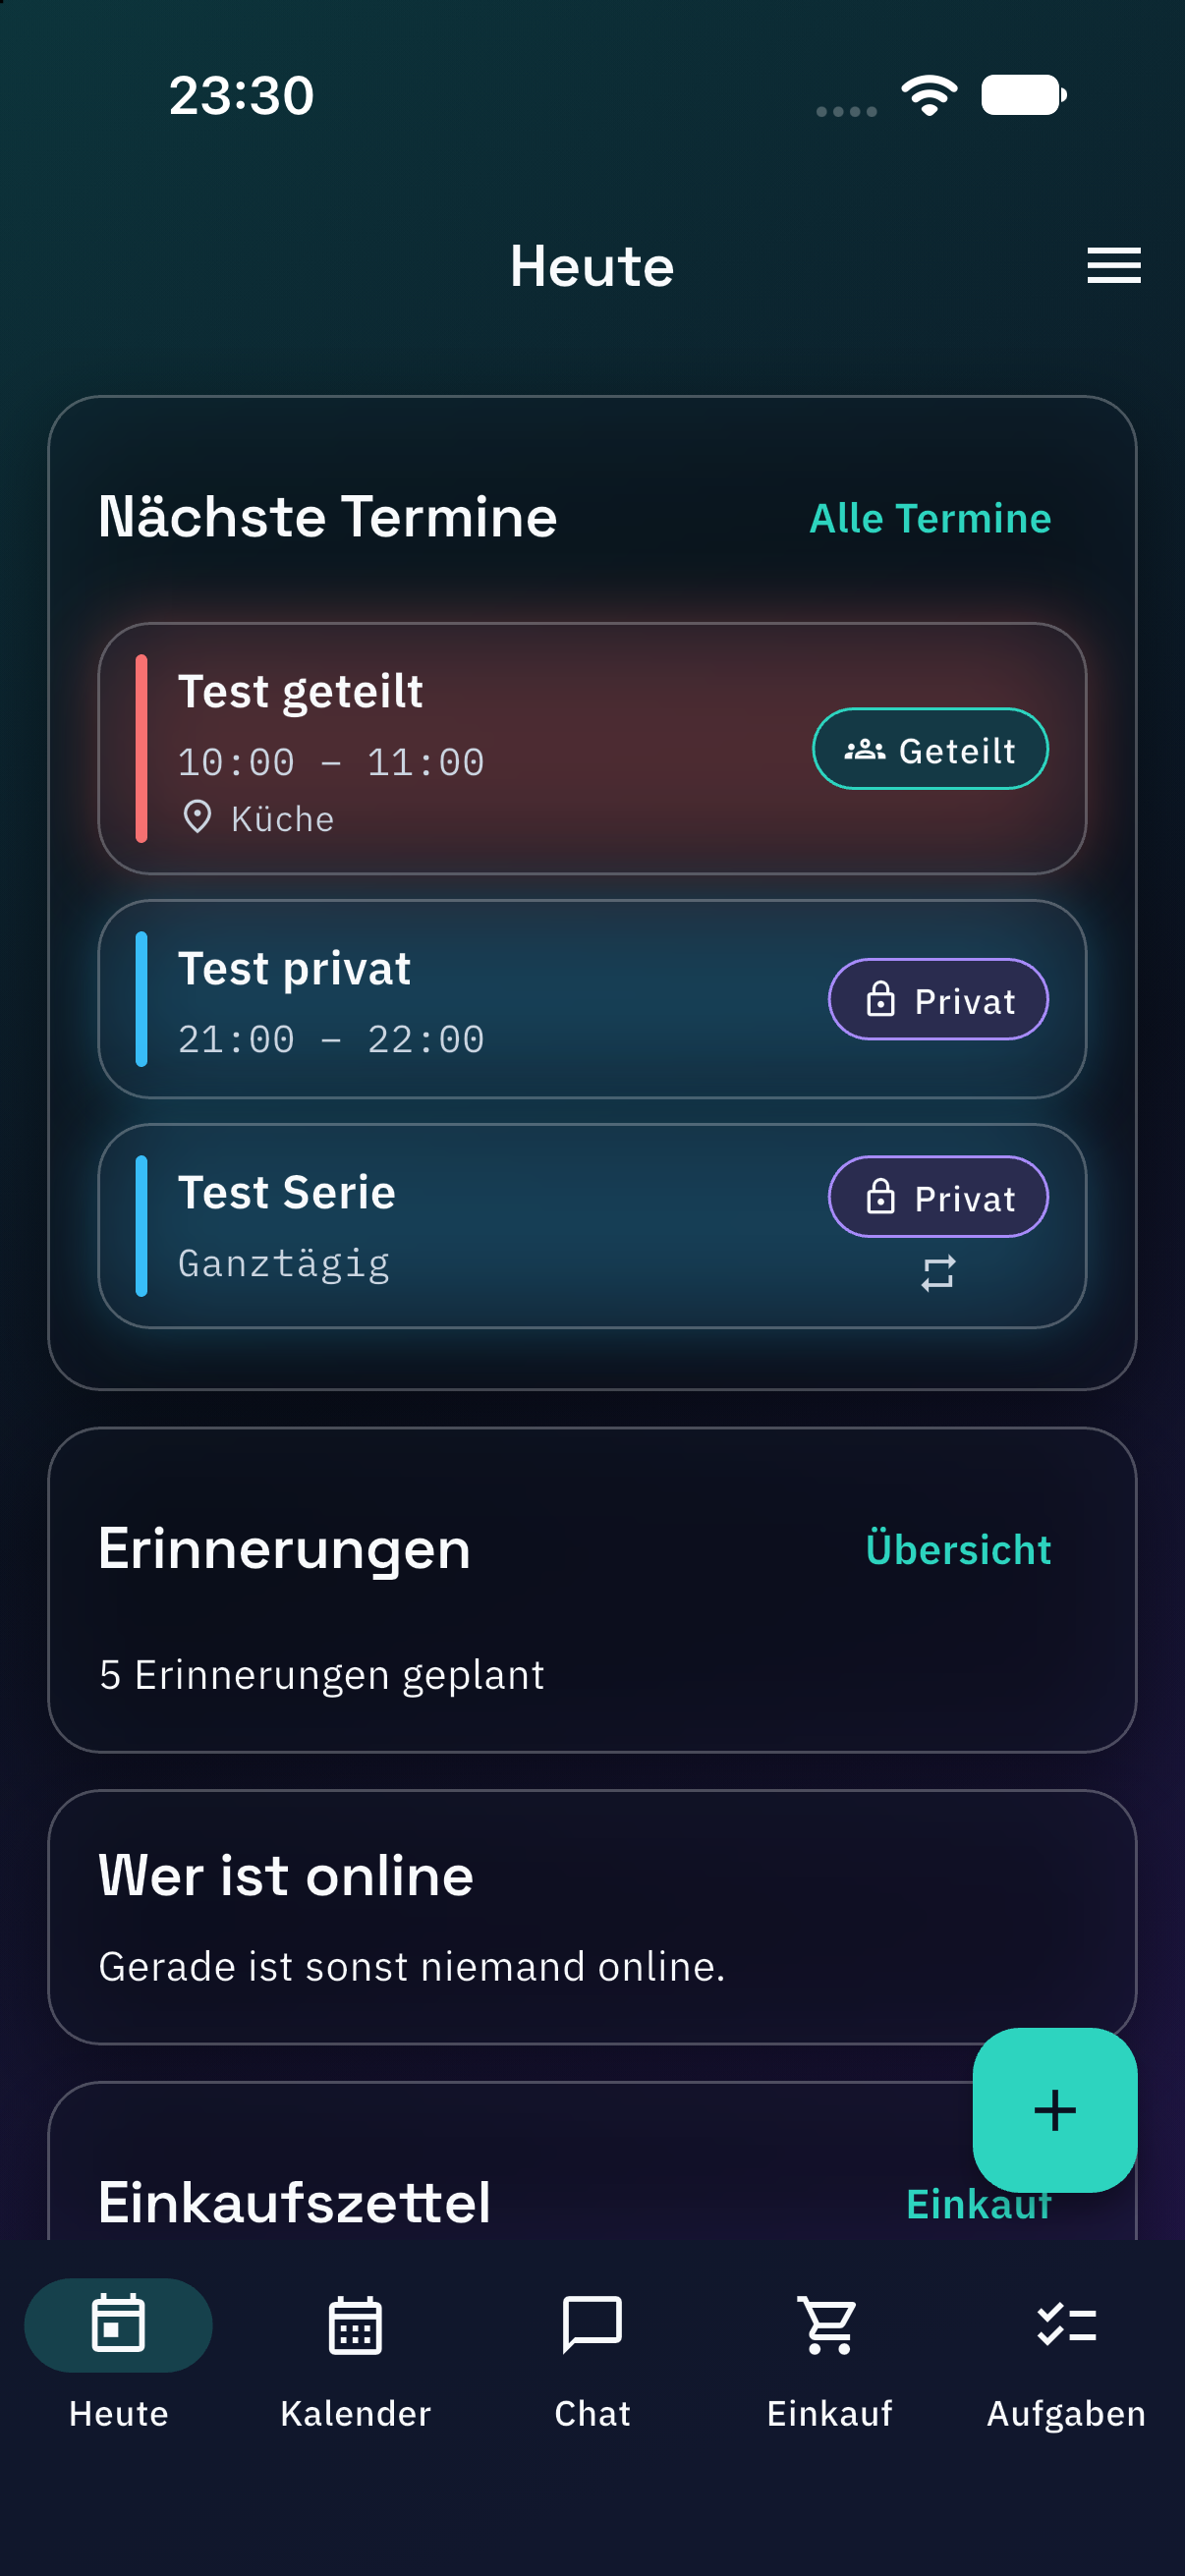 23:30
Heute
Nächste Termine
Alle Termine
Test geteilt
10:00 – 11:00
Küche
Geteilt
Test privat
21:00 – 22:00
Privat
Test Serie
Ganztägig
Privat
Erinnerungen
Übersicht
5 Erinnerungen geplant
Wer ist online
Gerade ist sonst niemand online.
Einkaufszettel
Einkauf
Heute
Kalender
Chat
Einkauf
Aufgaben